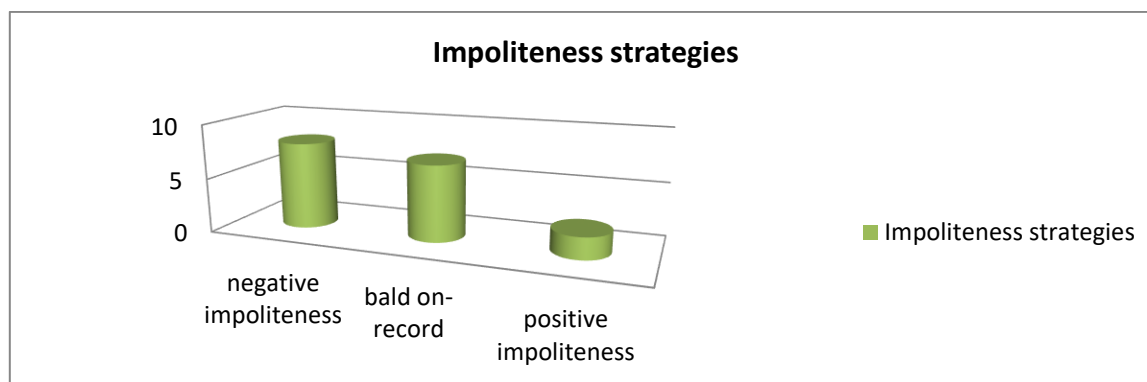 Impoliteness strategies
10
5
0
negative
impoliteness
bald on-
record
positive
impoliteness
Impoliteness strategies